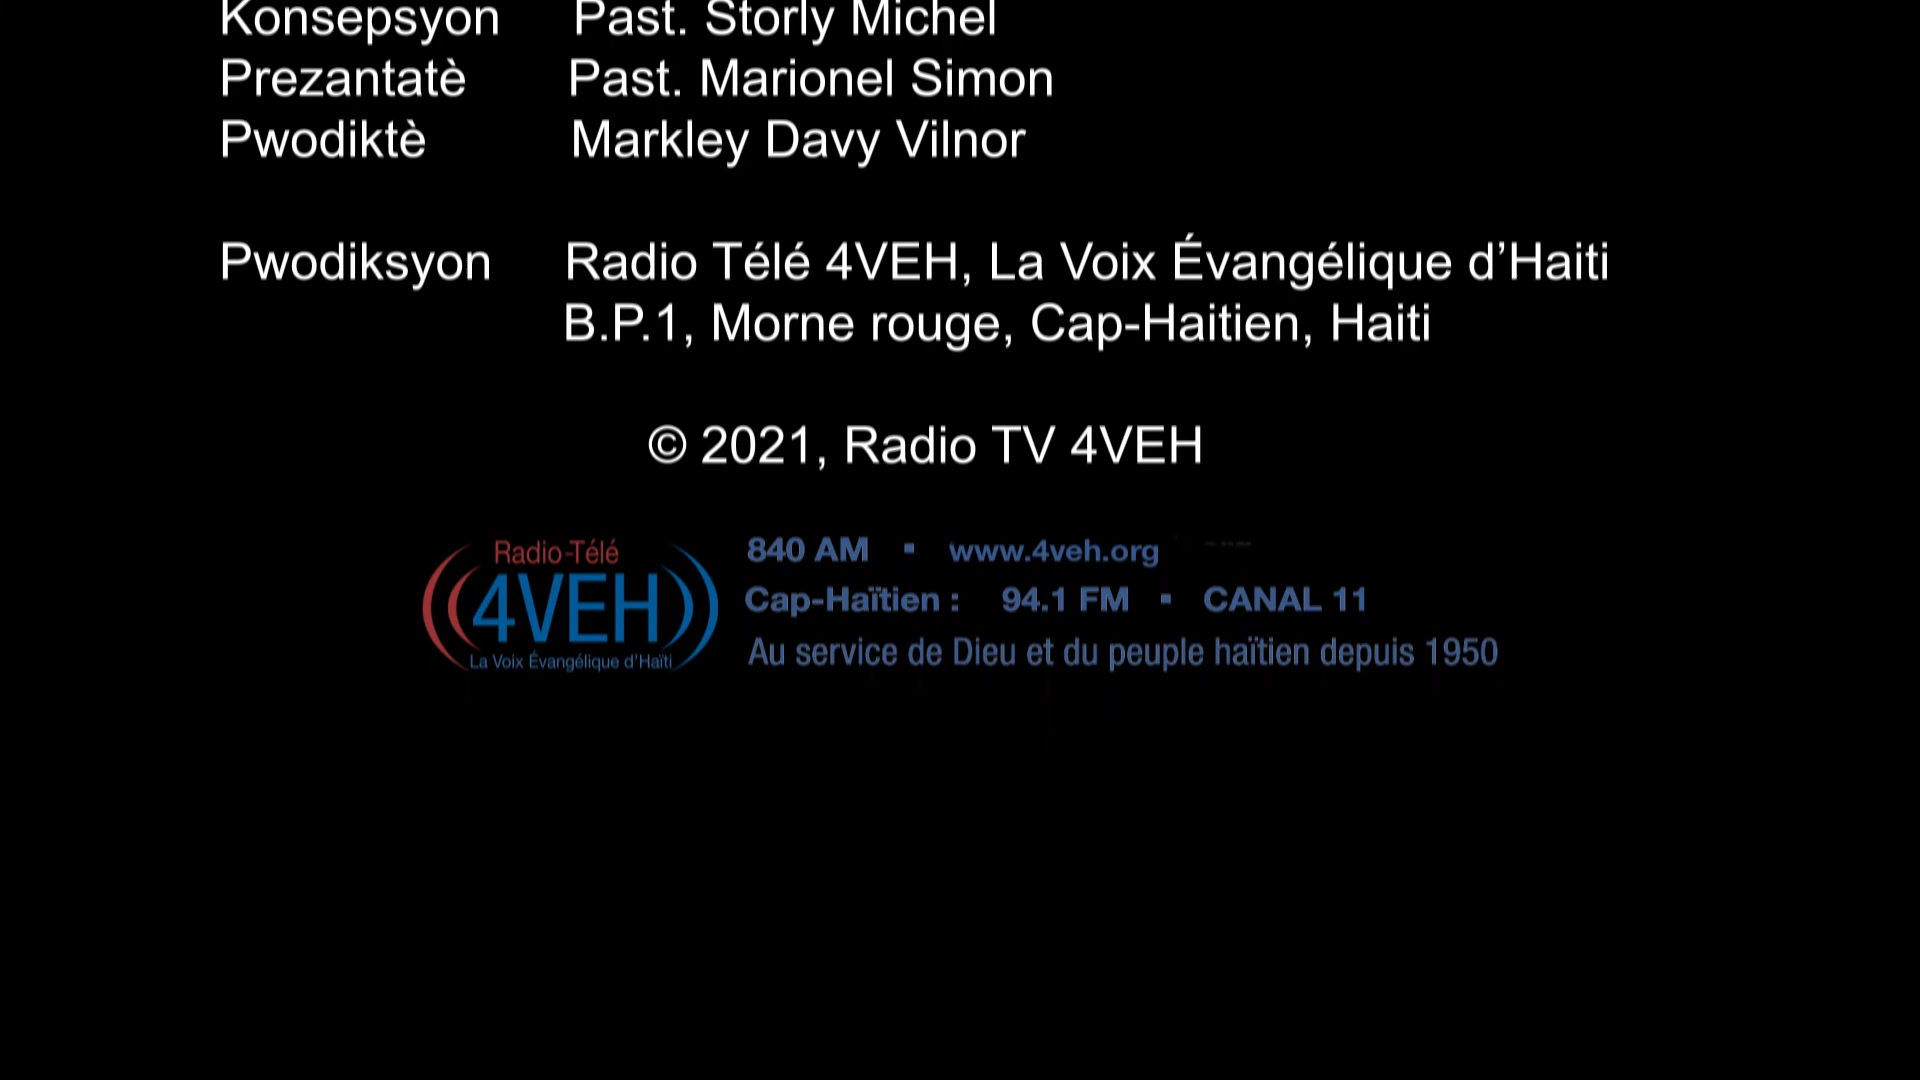 Konsepsyon Past. Storly Michel
Prezantatè Past. Marionel Simon
Pwodiktè Markley Davy Vilnor
Pwodiksyon Radio Télé 4VEH, La Voix Évangélique d’Haiti
B.P.1, Morne rouge, Cap-Haitien, Haiti
© 2021, Radio TV 4VEH
Radio-Télé
4VEH
La Voix Évangélique d'Haïti
840 AM ▪ www.4veh.org
Cap-Haïtien : 94.1 FM ▪ CANAL 11
Au service de Dieu et du peuple haïtien depuis 1950